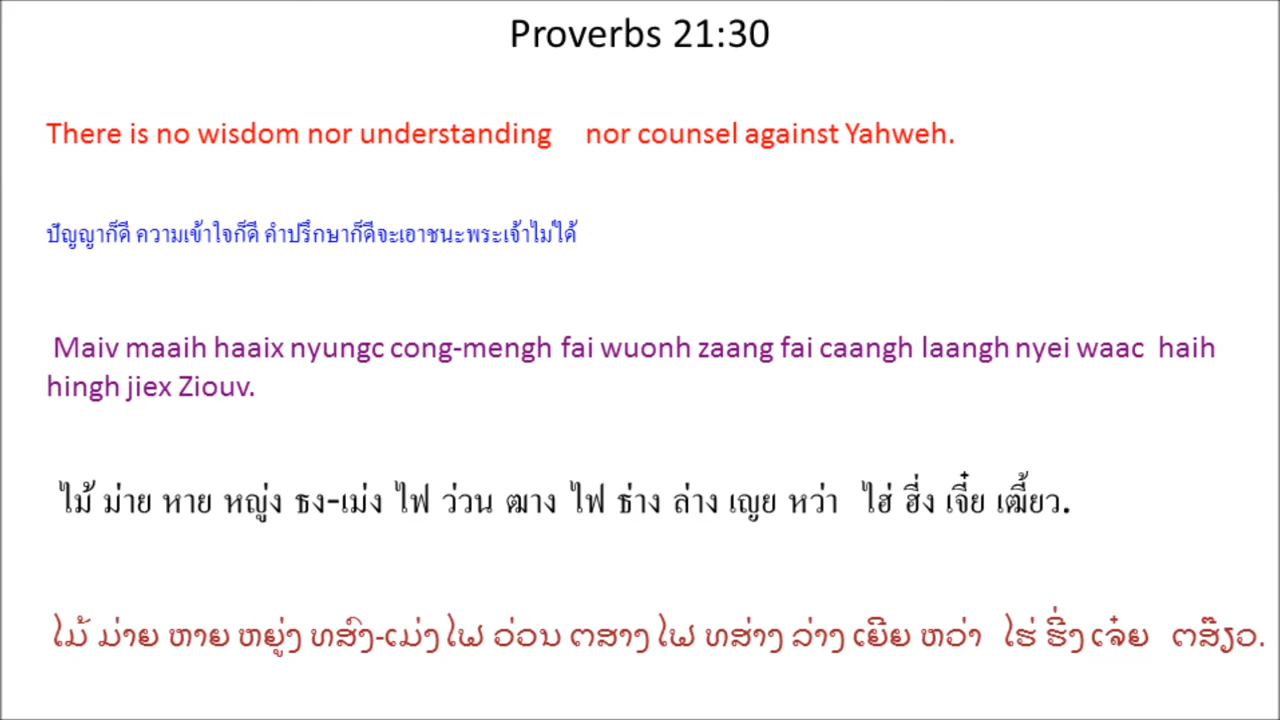 Proverbs 21:30
There is no wisdom nor understanding nor counsel against Yahweh.
ปัญญาก็ดี ความเข้าใจก็ดี คำปรึกษาก็ดีจะเอาชนะพระเจ้าไม่ได้
Maiv maaih haaix nyungc cong-mengh fai wuonh zaang fai caangh laangh nyei waac haih
hingh jiex Ziouv.
ไม้ ม่าย หาย หญู่ง ธง-เม่ง ไฟ ว่วน ฒาง ไฟ ธ่าง ล่าง เญย หว่า ไฮ่ ฮี่ง เจี๋ย เฒี้ยว.
ໄມ້ ມ່າຍ ຫາຍ ຫຍູ່ງ ທສົງ-ເມ່ງ ໄຟ ວ່ວນ ຕສາງ ໄຟ ທສ່າງ ລ່າງ ເຍີຍ ຫວ່າ ໄຮ່ ຮີ່ງ ເຈ໋ຍ ຕສ໊ຽວ.